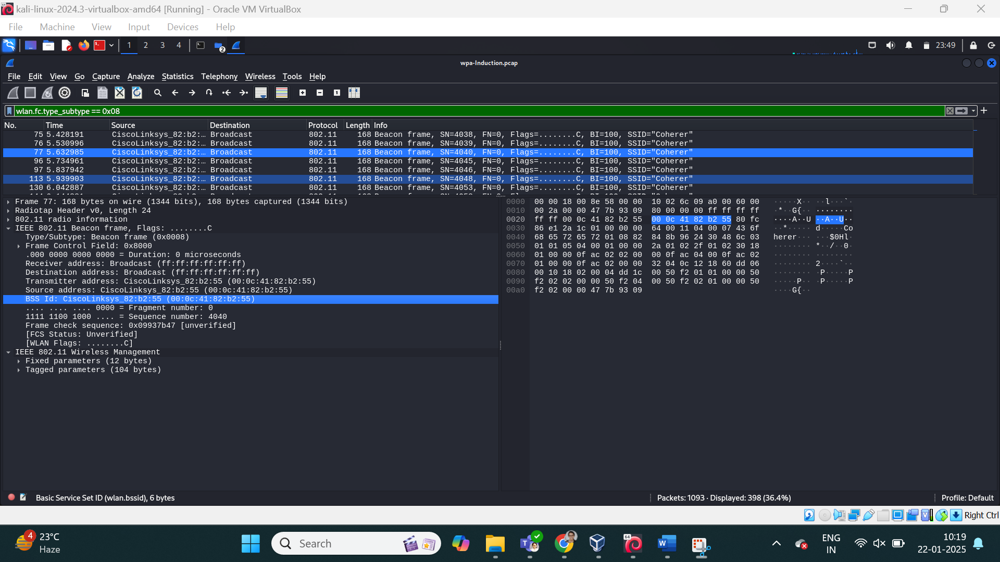 kali-linux-2024.3-virtualbox-amd64 [Running] - Oracle VM VirtualBox
File Machine View Input Devices Help
1 2 3 4 2 23:49
wpa-Induction.pcap
File Edit View Go Capture Analyze Statistics Telephony Wireless Tools Help
wlan.fc.type_subtype == 0x08
No. Time Source Destination Protocol Length Info
75 5.428191 CiscoLinksys_82:b2:… Broadcast 802.11 168 Beacon frame, SN=4038, FN=0, Flags=........C, BI=100, SSID="Coherer"
76 5.530996 CiscoLinksys_82:b2:… Broadcast 802.11 168 Beacon frame, SN=4039, FN=0, Flags=........C, BI=100, SSID="Coherer"
77 5.632985 CiscoLinksys_82:b2:… Broadcast 802.11 168 Beacon frame, SN=4040, FN=0, Flags=........C, BI=100, SSID="Coherer"
96 5.734961 CiscoLinksys_82:b2:… Broadcast 802.11 168 Beacon frame, SN=4045, FN=0, Flags=........C, BI=100, SSID="Coherer"
97 5.837942 CiscoLinksys_82:b2:… Broadcast 802.11 168 Beacon frame, SN=4046, FN=0, Flags=........C, BI=100, SSID="Coherer"
113 5.939903 CiscoLinksys_82:b2:… Broadcast 802.11 168 Beacon frame, SN=4048, FN=0, Flags=........C, BI=100, SSID="Coherer"
130 6.042887 CiscoLinksys_82:b2:… Broadcast 802.11 168 Beacon frame, SN=4053, FN=0, Flags=........C, BI=100, SSID="Coherer"
Frame 77: 168 bytes on wire (1344 bits), 168 bytes captured (1344 bits)
Radiotap Header v0, Length 24
802.11 radio information
IEEE 802.11 Beacon frame, Flags: ........C
Type/Subtype: Beacon frame (0x0008)
Frame Control Field: 0x8000
.000 0000 0000 0000 = Duration: 0 microseconds
Receiver address: Broadcast (ff:ff:ff:ff:ff:ff)
Destination address: Broadcast (ff:ff:ff:ff:ff:ff)
Transmitter address: CiscoLinksys_82:b2:55 (00:0c:41:82:b2:55)
Source address: CiscoLinksys_82:b2:55 (00:0c:41:82:b2:55)
BSS Id: CiscoLinksys_82:b2:55 (00:0c:41:82:b2:55)
.... .... .... 0000 = Fragment number: 0
1111 1100 1000 .... = Sequence number: 4040
Frame check sequence: 0x09937b47 [unverified]
[FCS Status: Unverified]
[WLAN Flags: ........C]
IEEE 802.11 Wireless Management
Fixed parameters (12 bytes)
Tagged parameters (104 bytes)
0000 00 00 18 00 8e 58 00 00 10 02 6c 09 a0 00 60 00 ·····X·· ··l···`·
0010 00 2a 00 00 47 7b 93 09 80 00 00 00 ff ff ff ff ·*··G{·· ········
0020 ff ff 00 0c 41 82 b2 55 00 0c 41 82 b2 55 80 fc ····A··U ··A··U··
0030 86 e1 2a 1c 01 00 00 00 64 00 11 04 00 07 43 6f ··*····· d·····Co
0040 68 65 72 65 72 01 08 82 84 8b 96 24 30 48 6c 03 herer··· ···$0Hl·
0050 01 01 05 04 00 01 00 00 2a 01 02 2f 01 02 30 18 ········ *··/··0·
0060 01 00 00 0f ac 02 02 00 00 0f ac 04 00 0f ac 02 ········ ········
0070 01 00 00 0f ac 02 00 00 32 04 0c 12 18 60 dd 06 ········ 2····`··
0080 00 10 18 02 00 04 dd 1c 00 50 f2 01 01 00 00 50 ········ ·P·····P
0090 f2 02 02 00 00 50 f2 04 00 50 f2 02 01 00 00 50 ·····P·· ·P·····P
00a0 f2 02 00 00 47 7b 93 09 ····G{··
Basic Service Set ID (wlan.bssid), 6 bytes Packets: 1093 · Displayed: 398 (36.4%) Profile: Default
Right Ctrl
4 23°C
Haze
Search
64
ENG
IN
10:19
22-01-2025